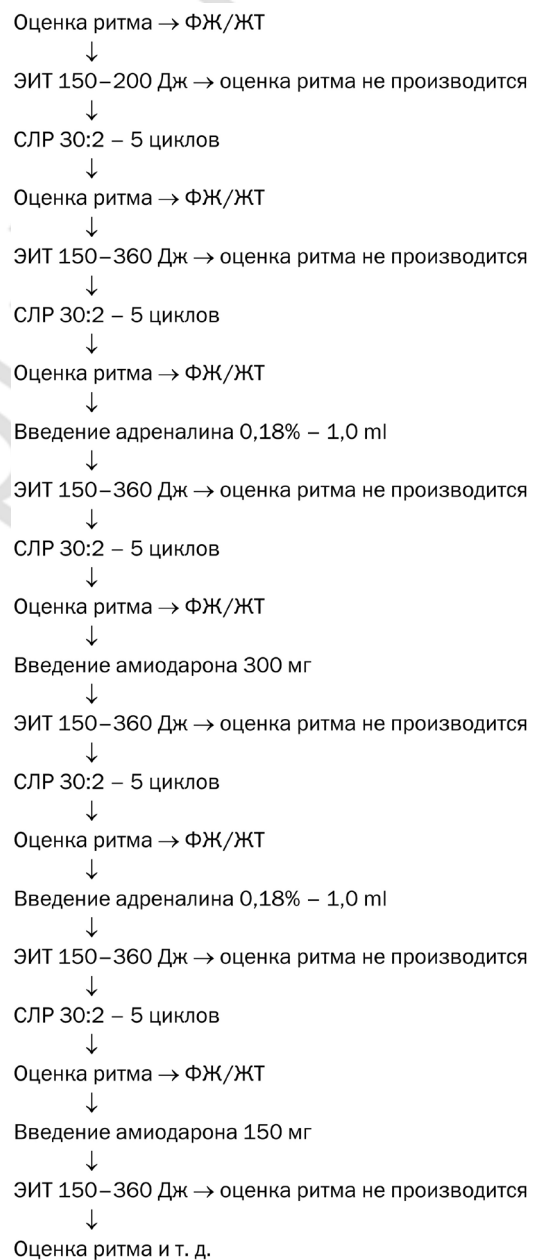 Оценка ритма → ФЖ/ЖТ
↓
ЭИТ 150–200 Дж → оценка ритма не производится
↓
СЛР 30:2 – 5 циклов
↓
Оценка ритма → ФЖ/ЖТ
↓
ЭИТ 150–360 Дж → оценка ритма не производится
↓
СЛР 30:2 – 5 циклов
↓
Оценка ритма → ФЖ/ЖТ
↓
Введение адреналина 0,18% – 1,0 ml
↓
ЭИТ 150–360 Дж → оценка ритма не производится
↓
СЛР 30:2 – 5 циклов
↓
Оценка ритма → ФЖ/ЖТ
↓
Введение амиодарона 300 мг
↓
ЭИТ 150–360 Дж → оценка ритма не производится
↓
СЛР 30:2 – 5 циклов
↓
Оценка ритма → ФЖ/ЖТ
↓
Введение адреналина 0,18% – 1,0 ml
↓
ЭИТ 150–360 Дж → оценка ритма не производится
↓
СЛР 30:2 – 5 циклов
↓
Оценка ритма → ФЖ/ЖТ
↓
Введение амиодарона 150 мг
↓
ЭИТ 150–360 Дж → оценка ритма не производится
↓
Оценка ритма и т. д.